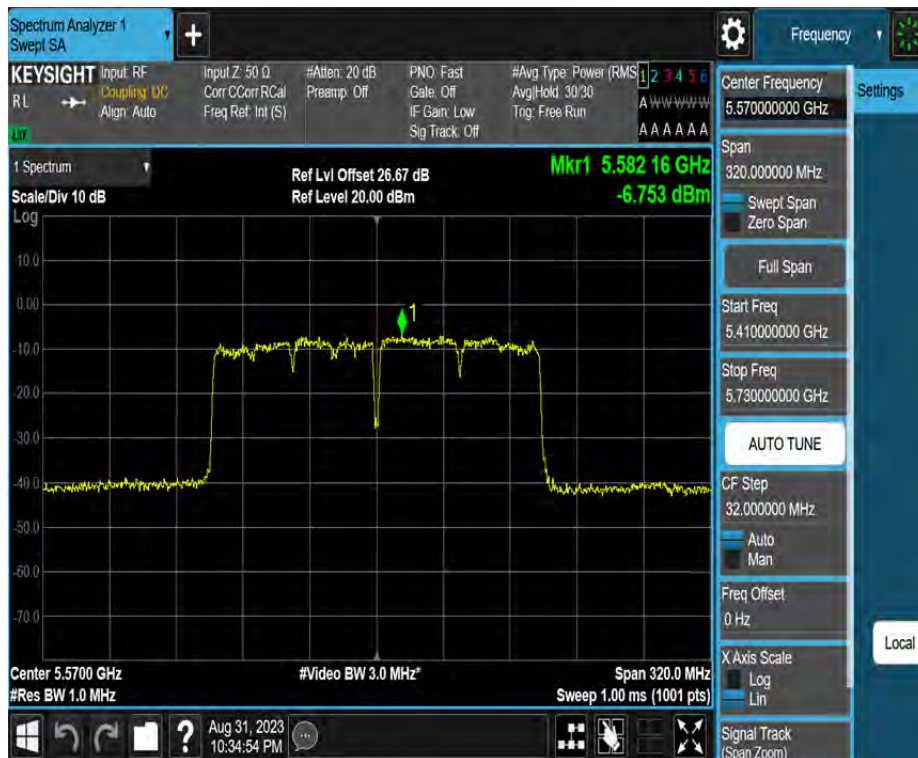 Spectrum Analyzer 1
Swept SA
+
Frequency
KEYSIGHT
RL
LXI
Input: RF
Coupling: DC
Align: Auto
Input Z: 50 Ω
Corr CCorr RCal
Freq Ref: Int (S)
#Atten: 20 dB
Preamp: Off
PNO: Fast
Gate: Off
IF Gain: Low
Sig Track: Off
#Avg Type: Power (RMS
Avg|Hold: 30/30
Trig: Free Run
1 2 3 4 5 6
A W W W W W
A A A A A A
1 Spectrum
Scale/Div 10 dB
Log
Ref Lvl Offset 26.67 dB
Ref Level 20.00 dBm
Mkr1 5.582 16 GHz
-6.753 dBm
10.0
0.00
-10.0
-20.0
-30.0
-40.0
-50.0
-60.0
-70.0
1
Center 5.5700 GHz
#Res BW 1.0 MHz
#Video BW 3.0 MHz*
Span 320.0 MHz
Sweep 1.00 ms (1001 pts)
?
Aug 31, 2023
10:34:54 PM
Center Frequency
5.570000000 GHz
Span
320.000000 MHz
Swept Span
Zero Span
Full Span
Start Freq
5.410000000 GHz
Stop Freq
5.730000000 GHz
AUTO TUNE
CF Step
32.000000 MHz
Auto
Man
Freq Offset
0 Hz
X Axis Scale
Log
Lin
Signal Track
(Span Zoom)
Settings
Local